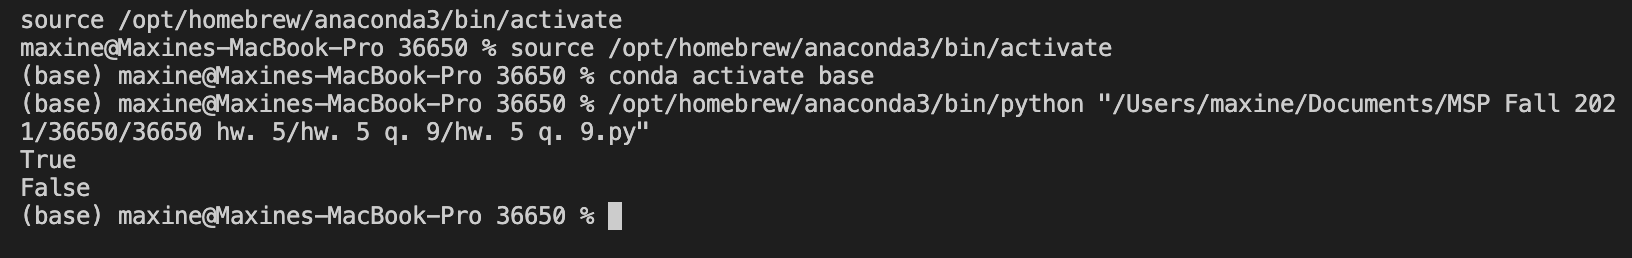 source /opt/homebrew/anaconda3/bin/activate
maxine@Maxines-MacBook-Pro 36650 % source /opt/homebrew/anaconda3/bin/activate
(base) maxine@Maxines-MacBook-Pro 36650 % conda activate base
(base) maxine@Maxines-MacBook-Pro 36650 % /opt/homebrew/anaconda3/bin/python "/Users/maxine/Documents/MSP Fall 202
1/36650/36650 hw. 5/hw. 5 q. 9/hw. 5 q. 9.py"
True
False
(base) maxine@Maxines-MacBook-Pro 36650 %